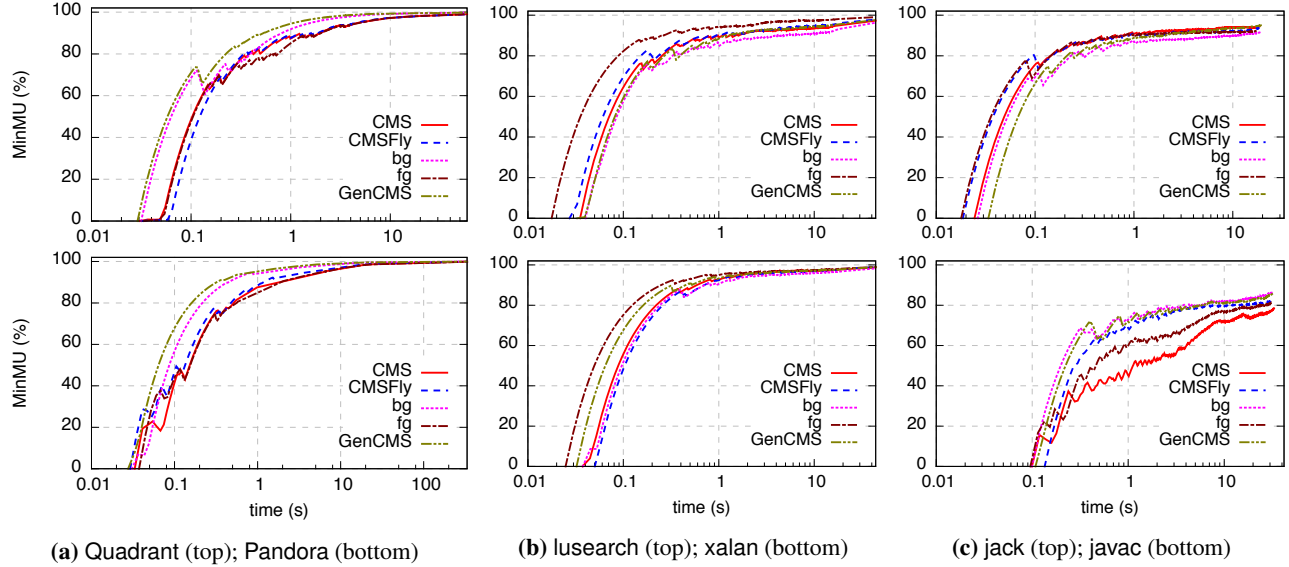 100
80
60
40
20
0
MinMU (%)
0.01 0.1 1 10
CMS
CMSFly
bg
fg
GenCMS
100
80
60
40
20
0
0.01 0.1 1 10
CMS
CMSFly
bg
fg
GenCMS
100
80
60
40
20
0
0.01 0.1 1 10
CMS
CMSFly
bg
fg
GenCMS
100
80
60
40
20
0
MinMU (%)
0.01 0.1 1 10 100
time (s)
CMS
CMSFly
bg
fg
GenCMS
100
80
60
40
20
0
0.01 0.1 1 10
time (s)
CMS
CMSFly
bg
fg
GenCMS
100
80
60
40
20
0
0.01 0.1 1 10
time (s)
CMS
CMSFly
bg
fg
GenCMS
(a) Quadrant (top); Pandora (bottom)
(b) lusearch (top); xalan (bottom)
(c) jack (top); javac (bottom)